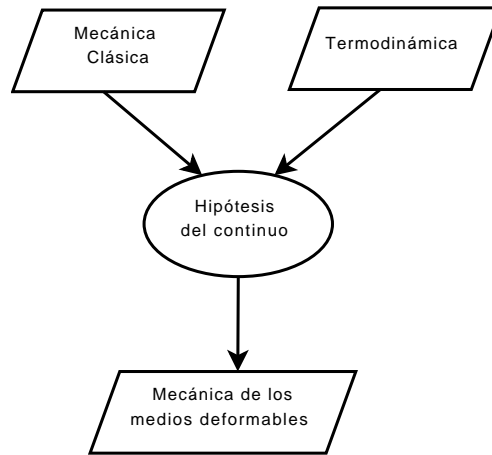 Mecánica
Clásica
Termodinámica
Hipótesis
del continuo
Mecánica de los
medios deformables